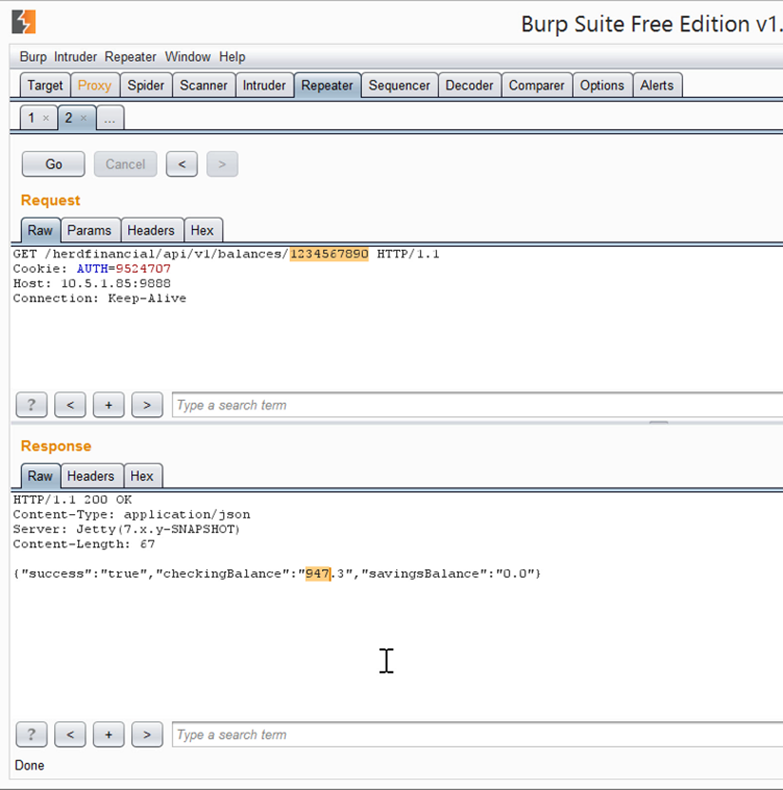 Burp Suite Free Edition v1.
Burp Intruder Repeater Window Help
Target Proxy Spider Scanner Intruder Repeater Sequencer Decoder Comparer Options Alerts
1 × 2 × ...
Go Cancel < >
Request
Raw Params Headers Hex
GET /herdfinancial/api/v1/balances/1234567890 HTTP/1.1
Cookie: AUTH=9524707
Host: 10.5.1.85:9888
Connection: Keep-Alive
? < + > Type a search term
Response
Raw Headers Hex
HTTP/1.1 200 OK
Content-Type: application/json
Server: Jetty(7.x.y-SNAPSHOT)
Content-Length: 67
{"success":"true","checkingBalance":"947.3","savingsBalance":"0.0"}
? < + > Type a search term
Done